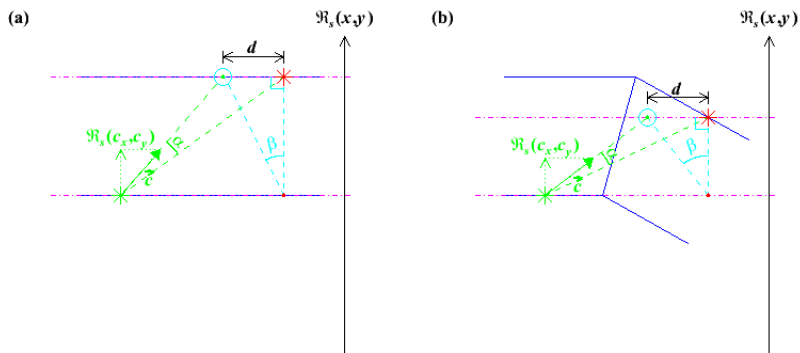 (a)
ℜs(x,y)
d
ℜs(cx,cy)
α
c⃗
β
(b)
ℜs(x,y)
d
ℜs(cx,cy)
α
c⃗
β